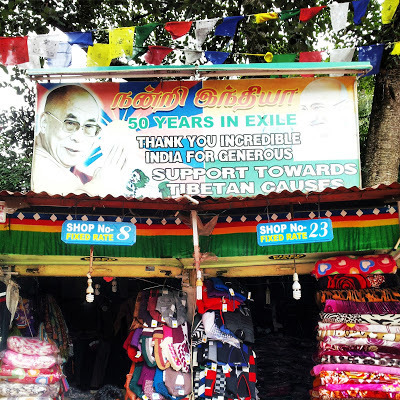 நன்றி இந்தியா
50 YEARS IN EXILE
THANK YOU INCREDIBLE
INDIA FOR GENEROUS
SUPPORT TOWARDS
TIBETAN CAUSES
SHOP No- 8
FIXED RATE
SHOP No- 23
FIXED RATE